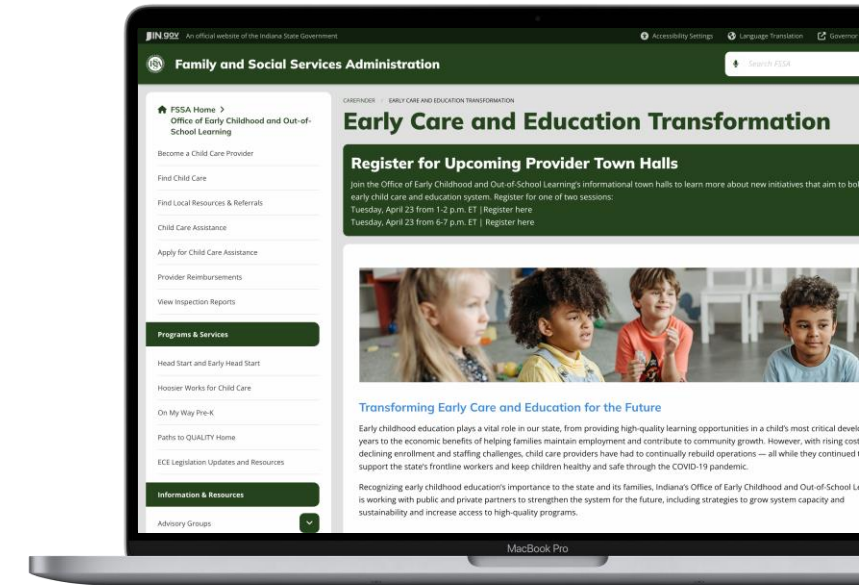 IN.gov An official website of the Indiana State Government
Accessibility Settings Language Translation Governor
Family and Social Services Administration
Search FSSA
FSSA Home >
Office of Early Childhood and Out-of-
School Learning
Become a Child Care Provider
Find Child Care
Find Local Resources & Referrals
Child Care Assistance
Apply for Child Care Assistance
Provider Reimbursements
View Inspection Reports
Programs & Services
Head Start and Early Head Start
Hoosier Works for Child Care
On My Way Pre-K
Paths to QUALITY Home
ECE Legislation Updates and Resources
Information & Resources
Advisory Groups
CAREFINDER / EARLY CARE AND EDUCATION TRANSFORMATION
Early Care and Education Transformation
Register for Upcoming Provider Town Halls
Join the Office of Early Childhood and Out-of-School Learning's informational town halls to learn more about new initiatives that aim to
early child care and education system. Register for one of two sessions:
Tuesday, April 23 from 1-2 p.m. ET |Register here
Tuesday, April 23 from 6-7 p.m. ET | Register here
Transforming Early Care and Education for the Future
Early childhood education plays a vital role in our state, from providing high-quality learning opportunities in a child's most critical
years to the economic benefits of helping families maintain employment and contribute to community growth. However, with rising
declining enrollment and staffing challenges, child care providers have had to continually rebuild operations — all while they continued
support the state's frontline workers and keep children healthy and safe through the COVID-19 pandemic.
Recognizing early childhood education's importance to the state and its families, Indiana's Office of Early Childhood and Out-of-School
is working with public and private partners to strengthen the system for the future, including strategies to grow system capacity and
sustainability and increase access to high-quality programs.
MacBook Pro